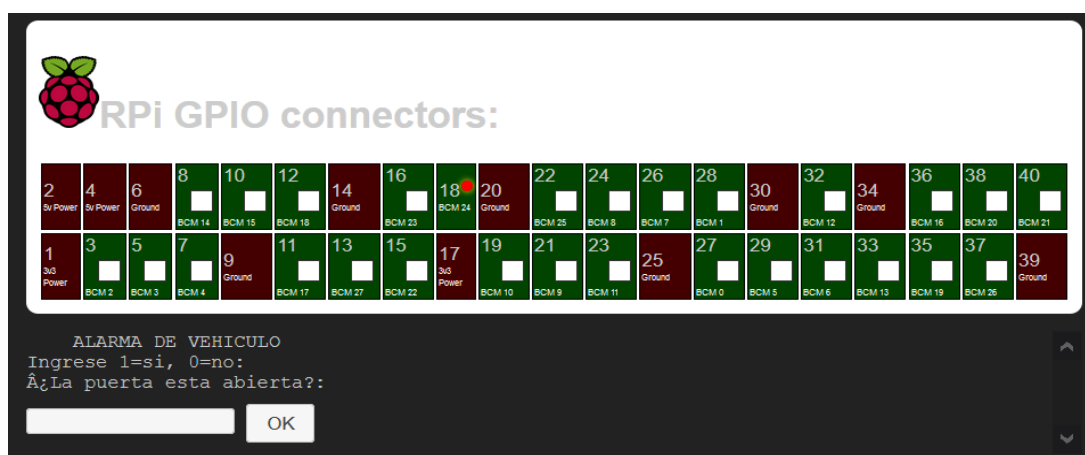 RPi GPIO connectors:
2 4 6 8 10 12 14 16 18 20 22 24 26 28 30 32 34 36 38 40
5v Power 5v Power Ground BCM 14 BCM 15 BCM 18 Ground BCM 23 BCM 24 Ground BCM 25 BCM 8 BCM 7 BCM 1 Ground BCM 12 Ground BCM 16 BCM 20 BCM 21
1 3 5 7 9 11 13 15 17 19 21 23 25 27 29 31 33 35 37 39
3v3 Power BCM 2 BCM 3 BCM 4 Ground BCM 17 BCM 27 BCM 22 3v3 Power BCM 10 BCM 9 BCM 11 Ground BCM 0 BCM 5 BCM 6 BCM 13 BCM 19 BCM 26 Ground
ALARMA DE VEHICULO
Ingrese 1=si, 0=no:
Â¿La puerta esta abierta?:
OK